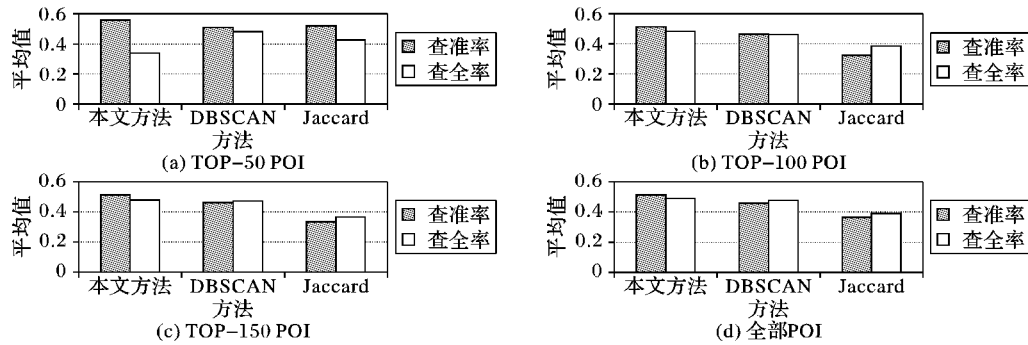 0.6
0.4
0.2
0
平均值
查准率
查全率
本文方法 DBSCAN Jaccard
方法
(a) TOP-50 POI
0.6
0.4
0.2
0
平均值
查准率
查全率
本文方法 DBSCAN Jaccard
方法
(b) TOP-100 POI
0.6
0.4
0.2
0
平均值
查准率
查全率
本文方法 DBSCAN Jaccard
方法
(c) TOP-150 POI
0.6
0.4
0.2
0
平均值
查准率
查全率
本文方法 DBSCAN Jaccard
方法
(d) 全部POI